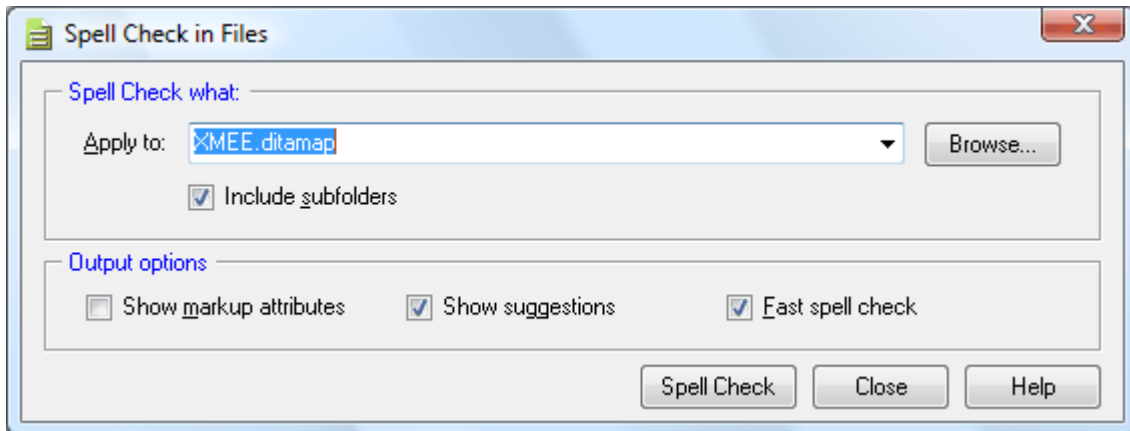 Spell Check in Files
X
Spell Check what:
Apply to: XMEE.ditamap Browse...
Include subfolders
Output options
Show markup attributes Show suggestions Fast spell check
Spell Check Close Help